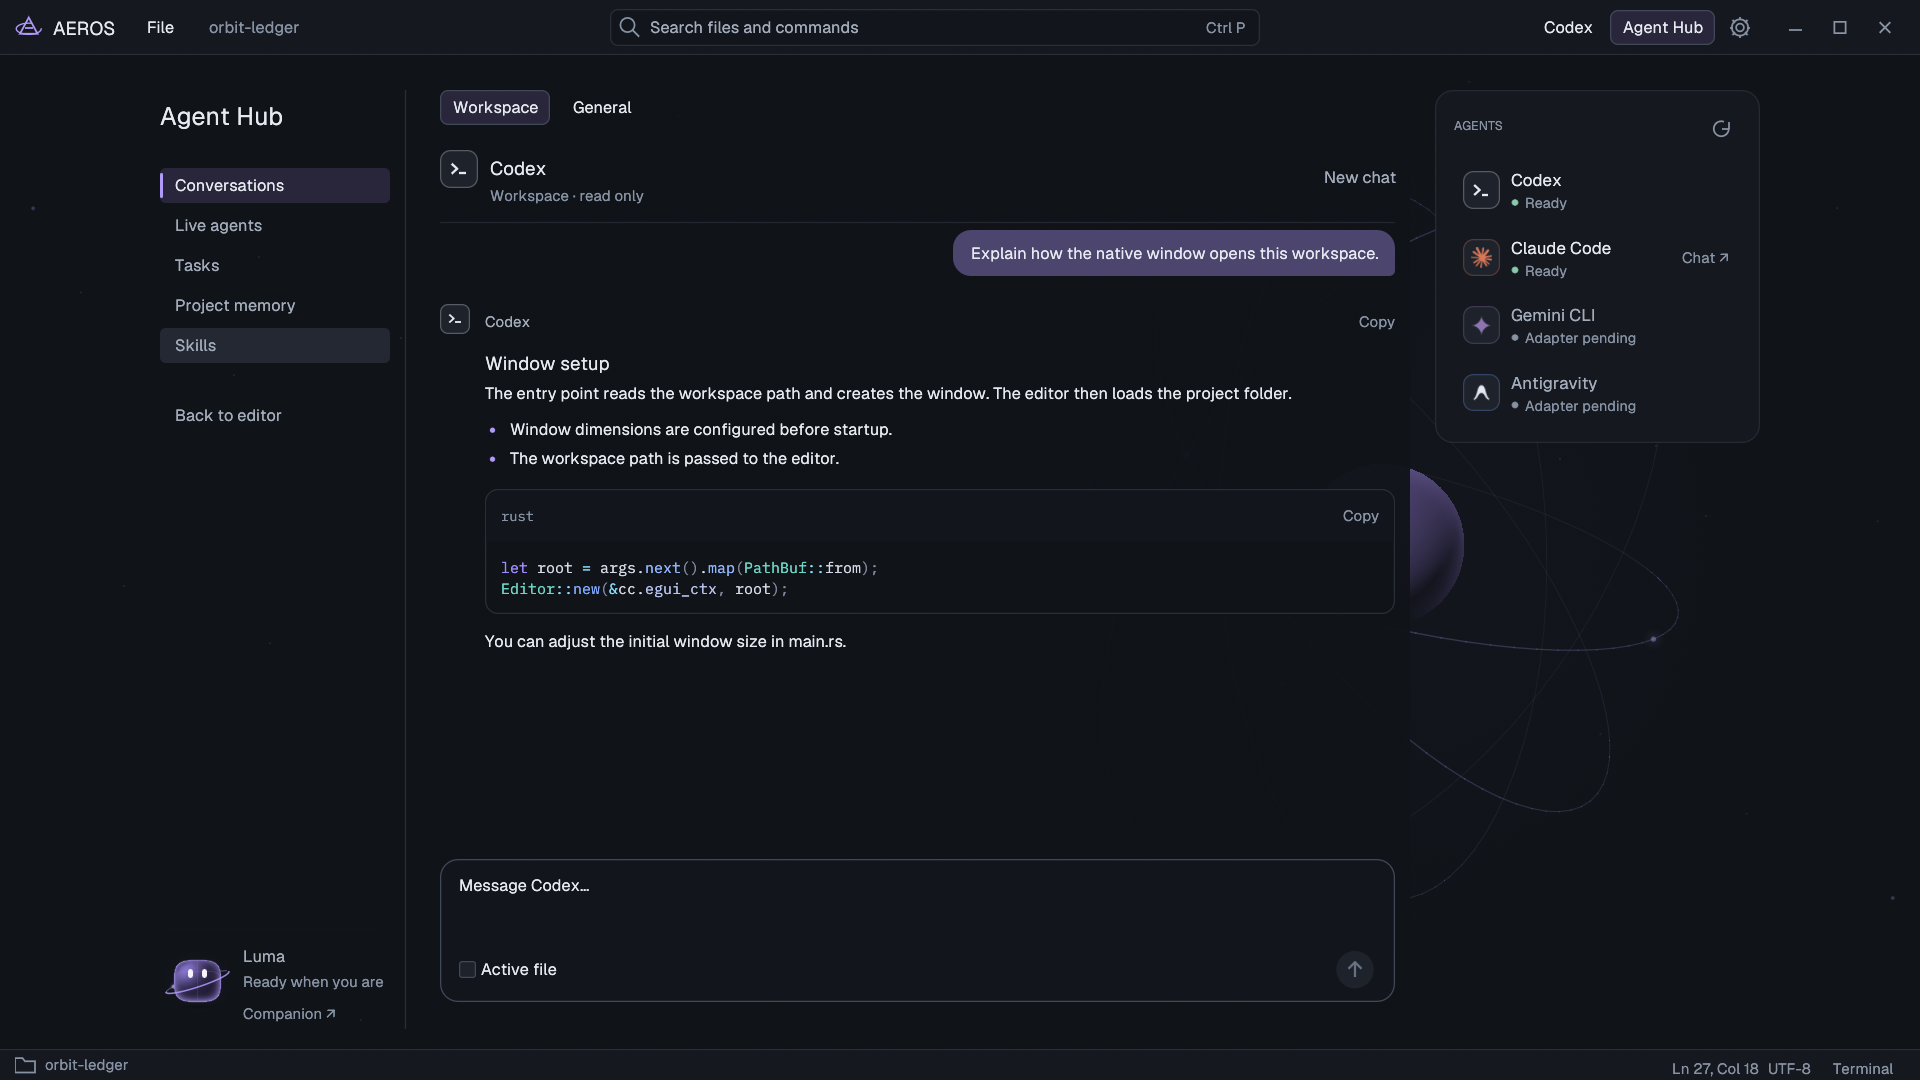 AEROS File orbit-ledger Search files and commands Ctrl P Codex Agent Hub
Agent Hub
Conversations
Live agents
Tasks
Project memory
Skills
Back to editor
Luma
Ready when you are
Companion ↗
Workspace General
Codex
Workspace · read only
New chat
Explain how the native window opens this workspace.
Codex
Copy
Window setup
The entry point reads the workspace path and creates the window. The editor then loads the project folder.
• Window dimensions are configured before startup.
• The workspace path is passed to the editor.
rust Copy
let root = args.next().map(PathBuf::from);
Editor::new(&cc.egui_ctx, root);
You can adjust the initial window size in main.rs.
Message Codex…
Active file
AGENTS
Codex
Ready
Claude Code
Ready
Chat ↗
Gemini CLI
Adapter pending
Antigravity
Adapter pending
orbit-ledger Ln 27, Col 18 UTF-8 Terminal